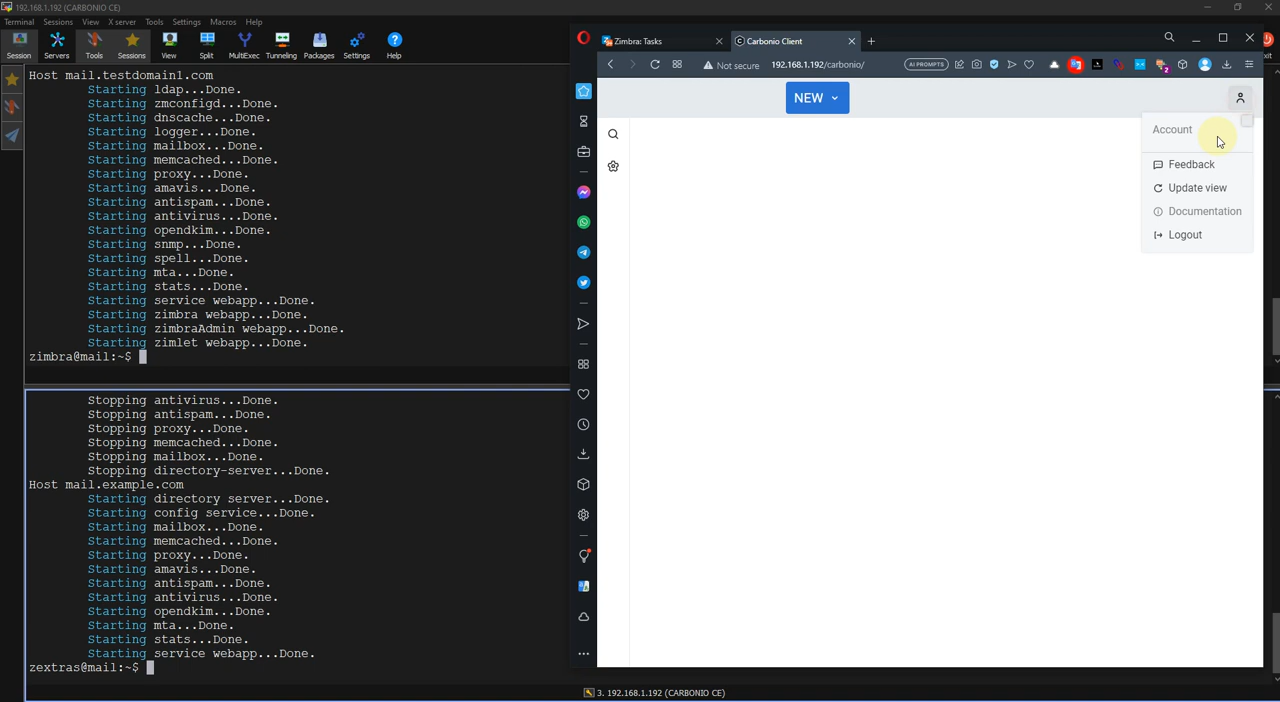 192.168.1.192 (CARBONIO CE)
Terminal Sessions View X server Tools Settings Macros Help
Session Servers Tools Sessions View Split MultiExec Tunneling Packages Settings Help
Host mail.testdomain1.com
Starting ldap...Done.
Starting zmconfigd...Done.
Starting dnscache...Done.
Starting logger...Done.
Starting mailbox...Done.
Starting memcached...Done.
Starting proxy...Done.
Starting amavis...Done.
Starting antispam...Done.
Starting antivirus...Done.
Starting opendkim...Done.
Starting snmp...Done.
Starting spell...Done.
Starting mta...Done.
Starting stats...Done.
Starting service webapp...Done.
Starting zimbra webapp...Done.
Starting zimbraAdmin webapp...Done.
Starting zimlet webapp...Done.
zimbra@mail:~$
Stopping antivirus...Done.
Stopping antispam...Done.
Stopping proxy...Done.
Stopping memcached...Done.
Stopping mailbox...Done.
Stopping directory-server...Done.
Host mail.example.com
Starting directory server...Done.
Starting config service...Done.
Starting mailbox...Done.
Starting memcached...Done.
Starting proxy...Done.
Starting amavis...Done.
Starting antispam...Done.
Starting antivirus...Done.
Starting opendkim...Done.
Starting mta...Done.
Starting stats...Done.
Starting service webapp...Done.
zextras@mail:~$
Zimbra: Tasks
Carbonio Client
Not secure 192.168.1.192/carbonio/
AI PROMPTS
2
NEW
Account
Feedback
Update view
Documentation
Logout
3. 192.168.1.192 (CARBONIO CE)